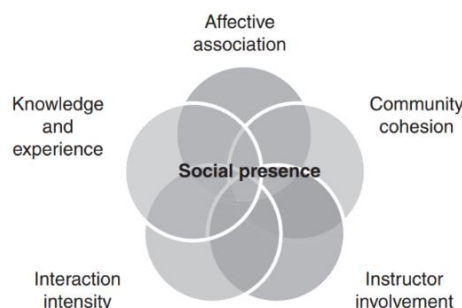 Affective
association
Knowledge
and
experience
Community
cohesion
Social presence
Interaction
intensity
Instructor
involvement